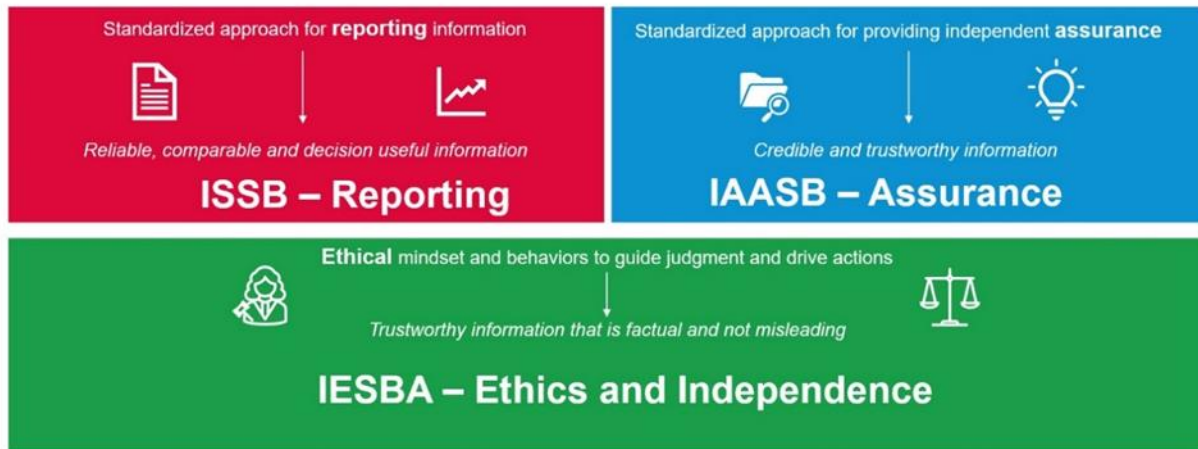 Standardized approach for reporting information
Reliable, comparable and decision useful information
ISSB – Reporting
Standardized approach for providing independent assurance
Credible and trustworthy information
IAASB – Assurance
Ethical mindset and behaviors to guide judgment and drive actions
Trustworthy information that is factual and not misleading
IESBA – Ethics and Independence